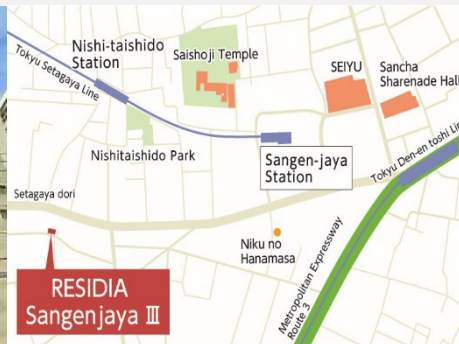 Nishi-taishido
Station
Tokyu Setagaya Line
Saishoji Temple
SEIYU
Sancha
Sharenade Hall
Nishitaishido Park
Sangen-jaya
Station
Tokyu Den-en toshi Li
Setagaya dori
Niku no
Hanamasa
Metropolitan Expressway
Route 3
RESIDIA
Sangenjaya III